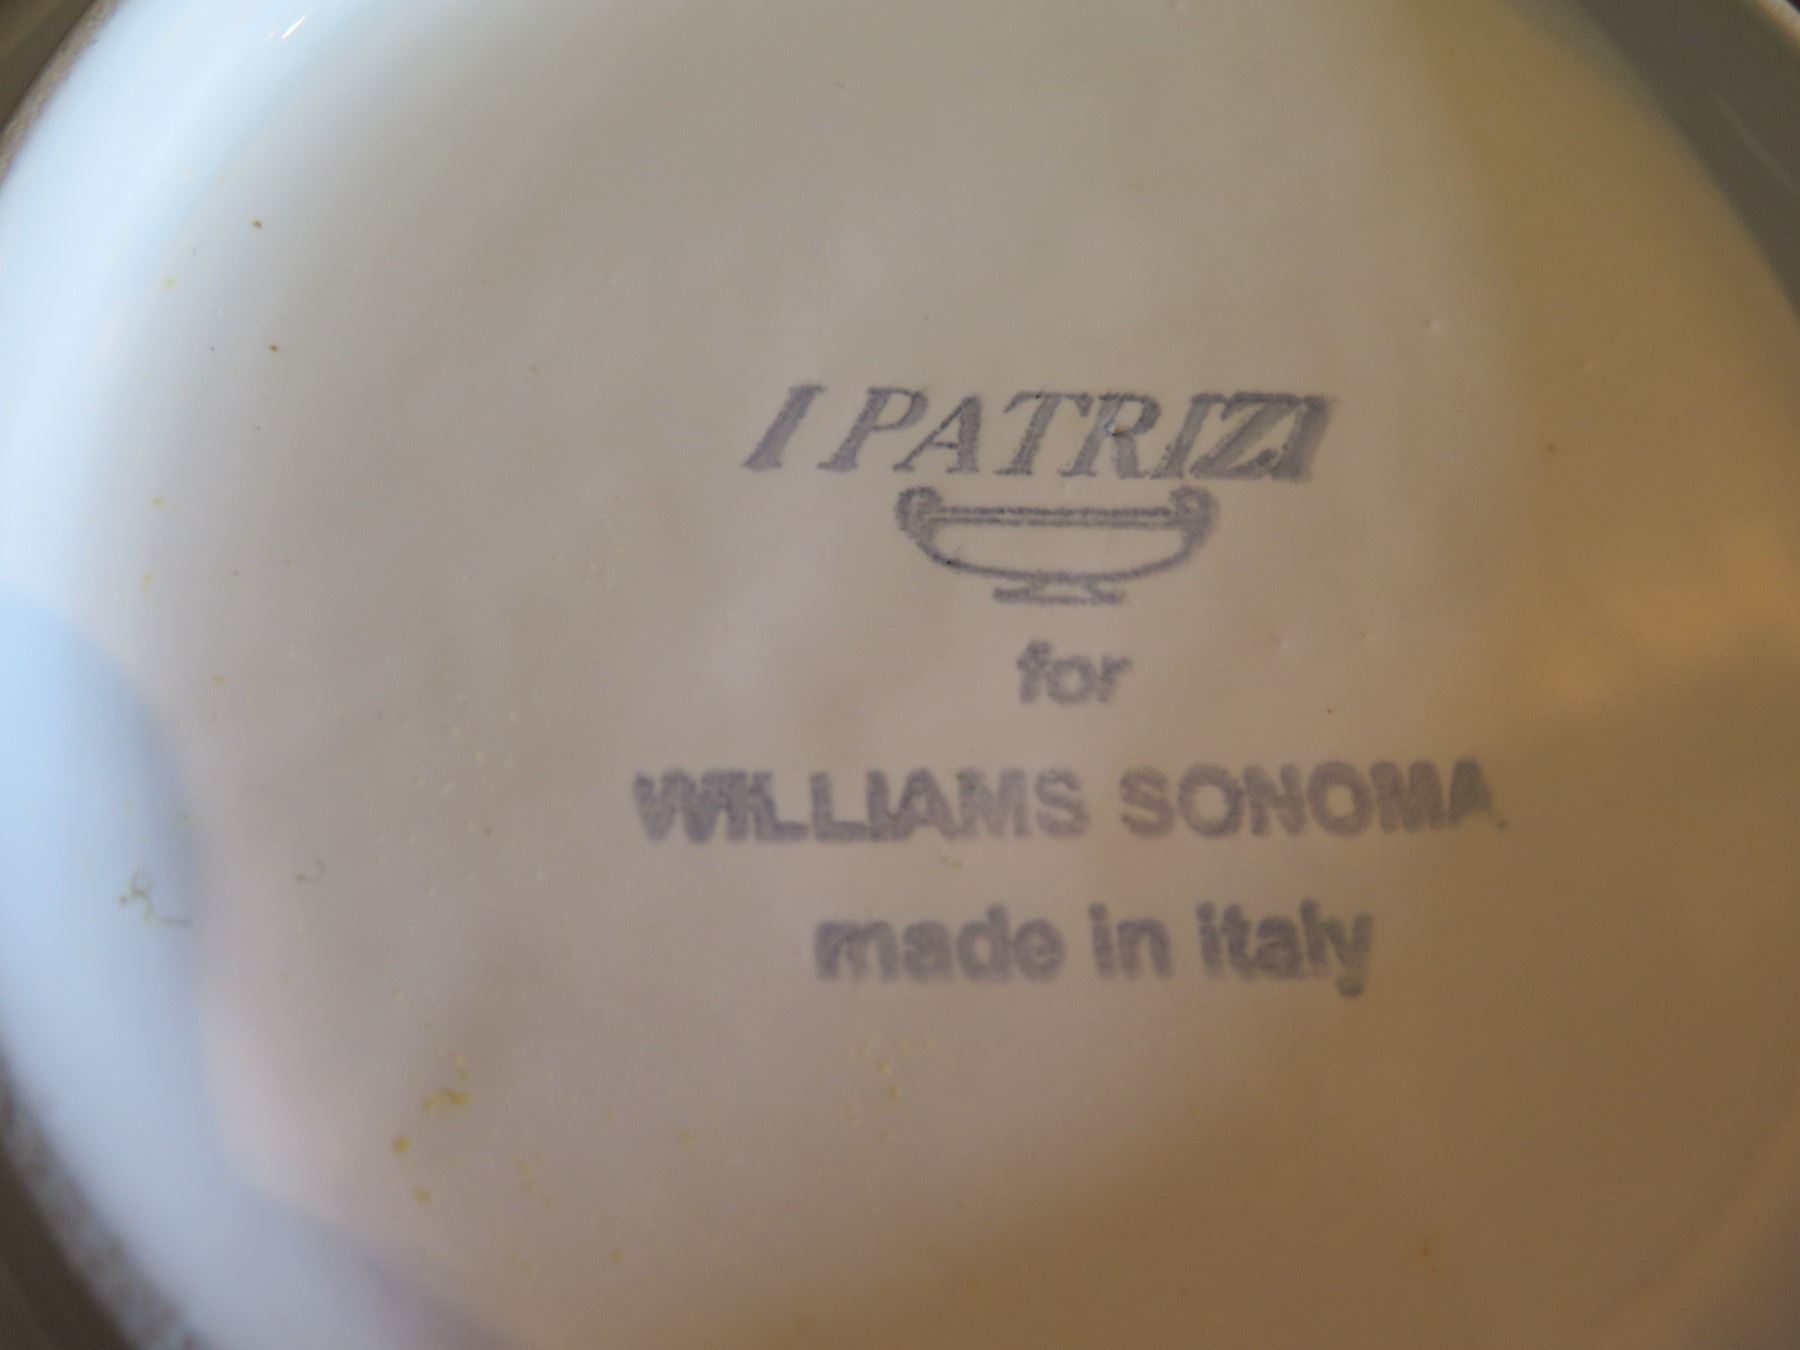 I PATRIZI
for
WILLIAMS SONOMA
made in italy